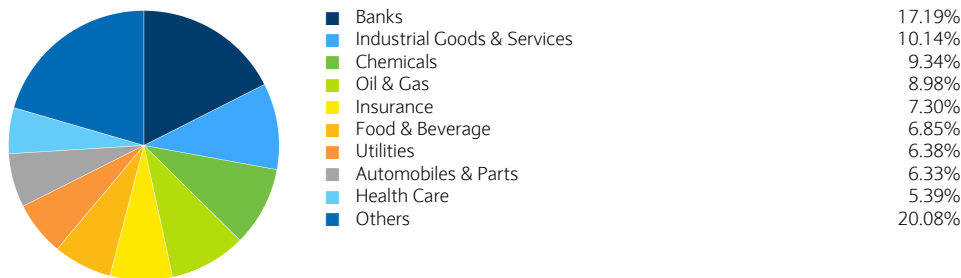 Banks 17.19%
Industrial Goods & Services 10.14%
Chemicals 9.34%
Oil & Gas 8.98%
Insurance 7.30%
Food & Beverage 6.85%
Utilities 6.38%
Automobiles & Parts 6.33%
Health Care 5.39%
Others 20.08%